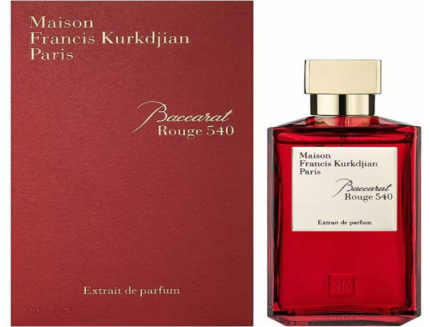 Maison
Francis Kurkdjian
Paris
Baccarat
Rouge 540
Extrait de parfum
Maison
Francis Kurkdjian
Paris
Baccarat
Rouge 540
Extrait de parfum